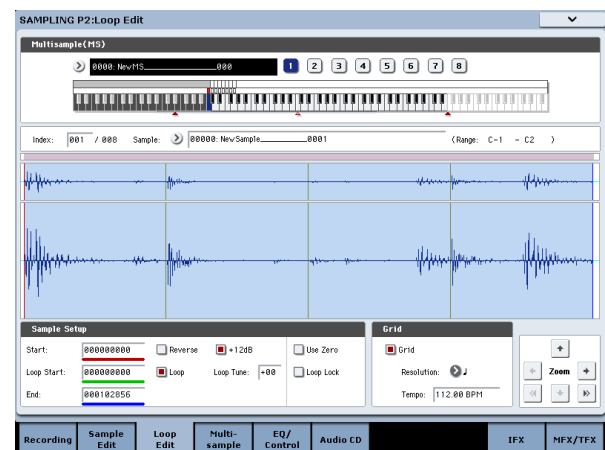 SAMPLING P2:Loop Edit
Multisample(MS)
0000: NewMS______________000 1 2 3 4 5 6 7 8
Index: 001 / 008 Sample: 00000: NewSample__________0001 (Range: C-1 - C2 )
Sample Setup
Grid
Start: 000000000 Reverse +12dB Use Zero
Grid
Loop Start: 000000000 Loop Loop Tune: +00 Loop Lock
Resolution: ♩
Zoom
End: 000102856
Tempo: 112.00 BPM
Recording
Sample Edit
Loop Edit
Multi-sample
EQ/Control
Audio CD
IFX
MFX/TFX